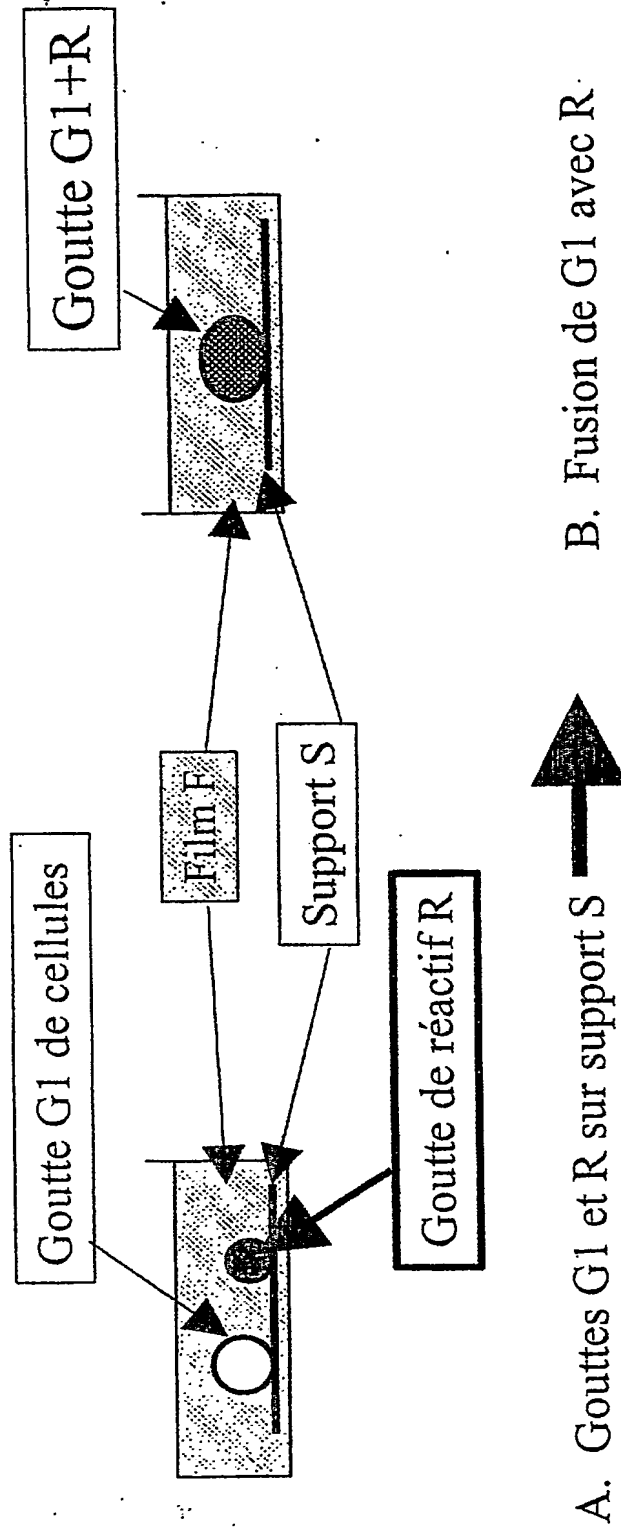 Goutte G1 de cellules
Goutte G1+R
Film F
Support S
Goutte de réactif R
A. Gouttes G1 et R sur support S
B. Fusion de G1 avec R